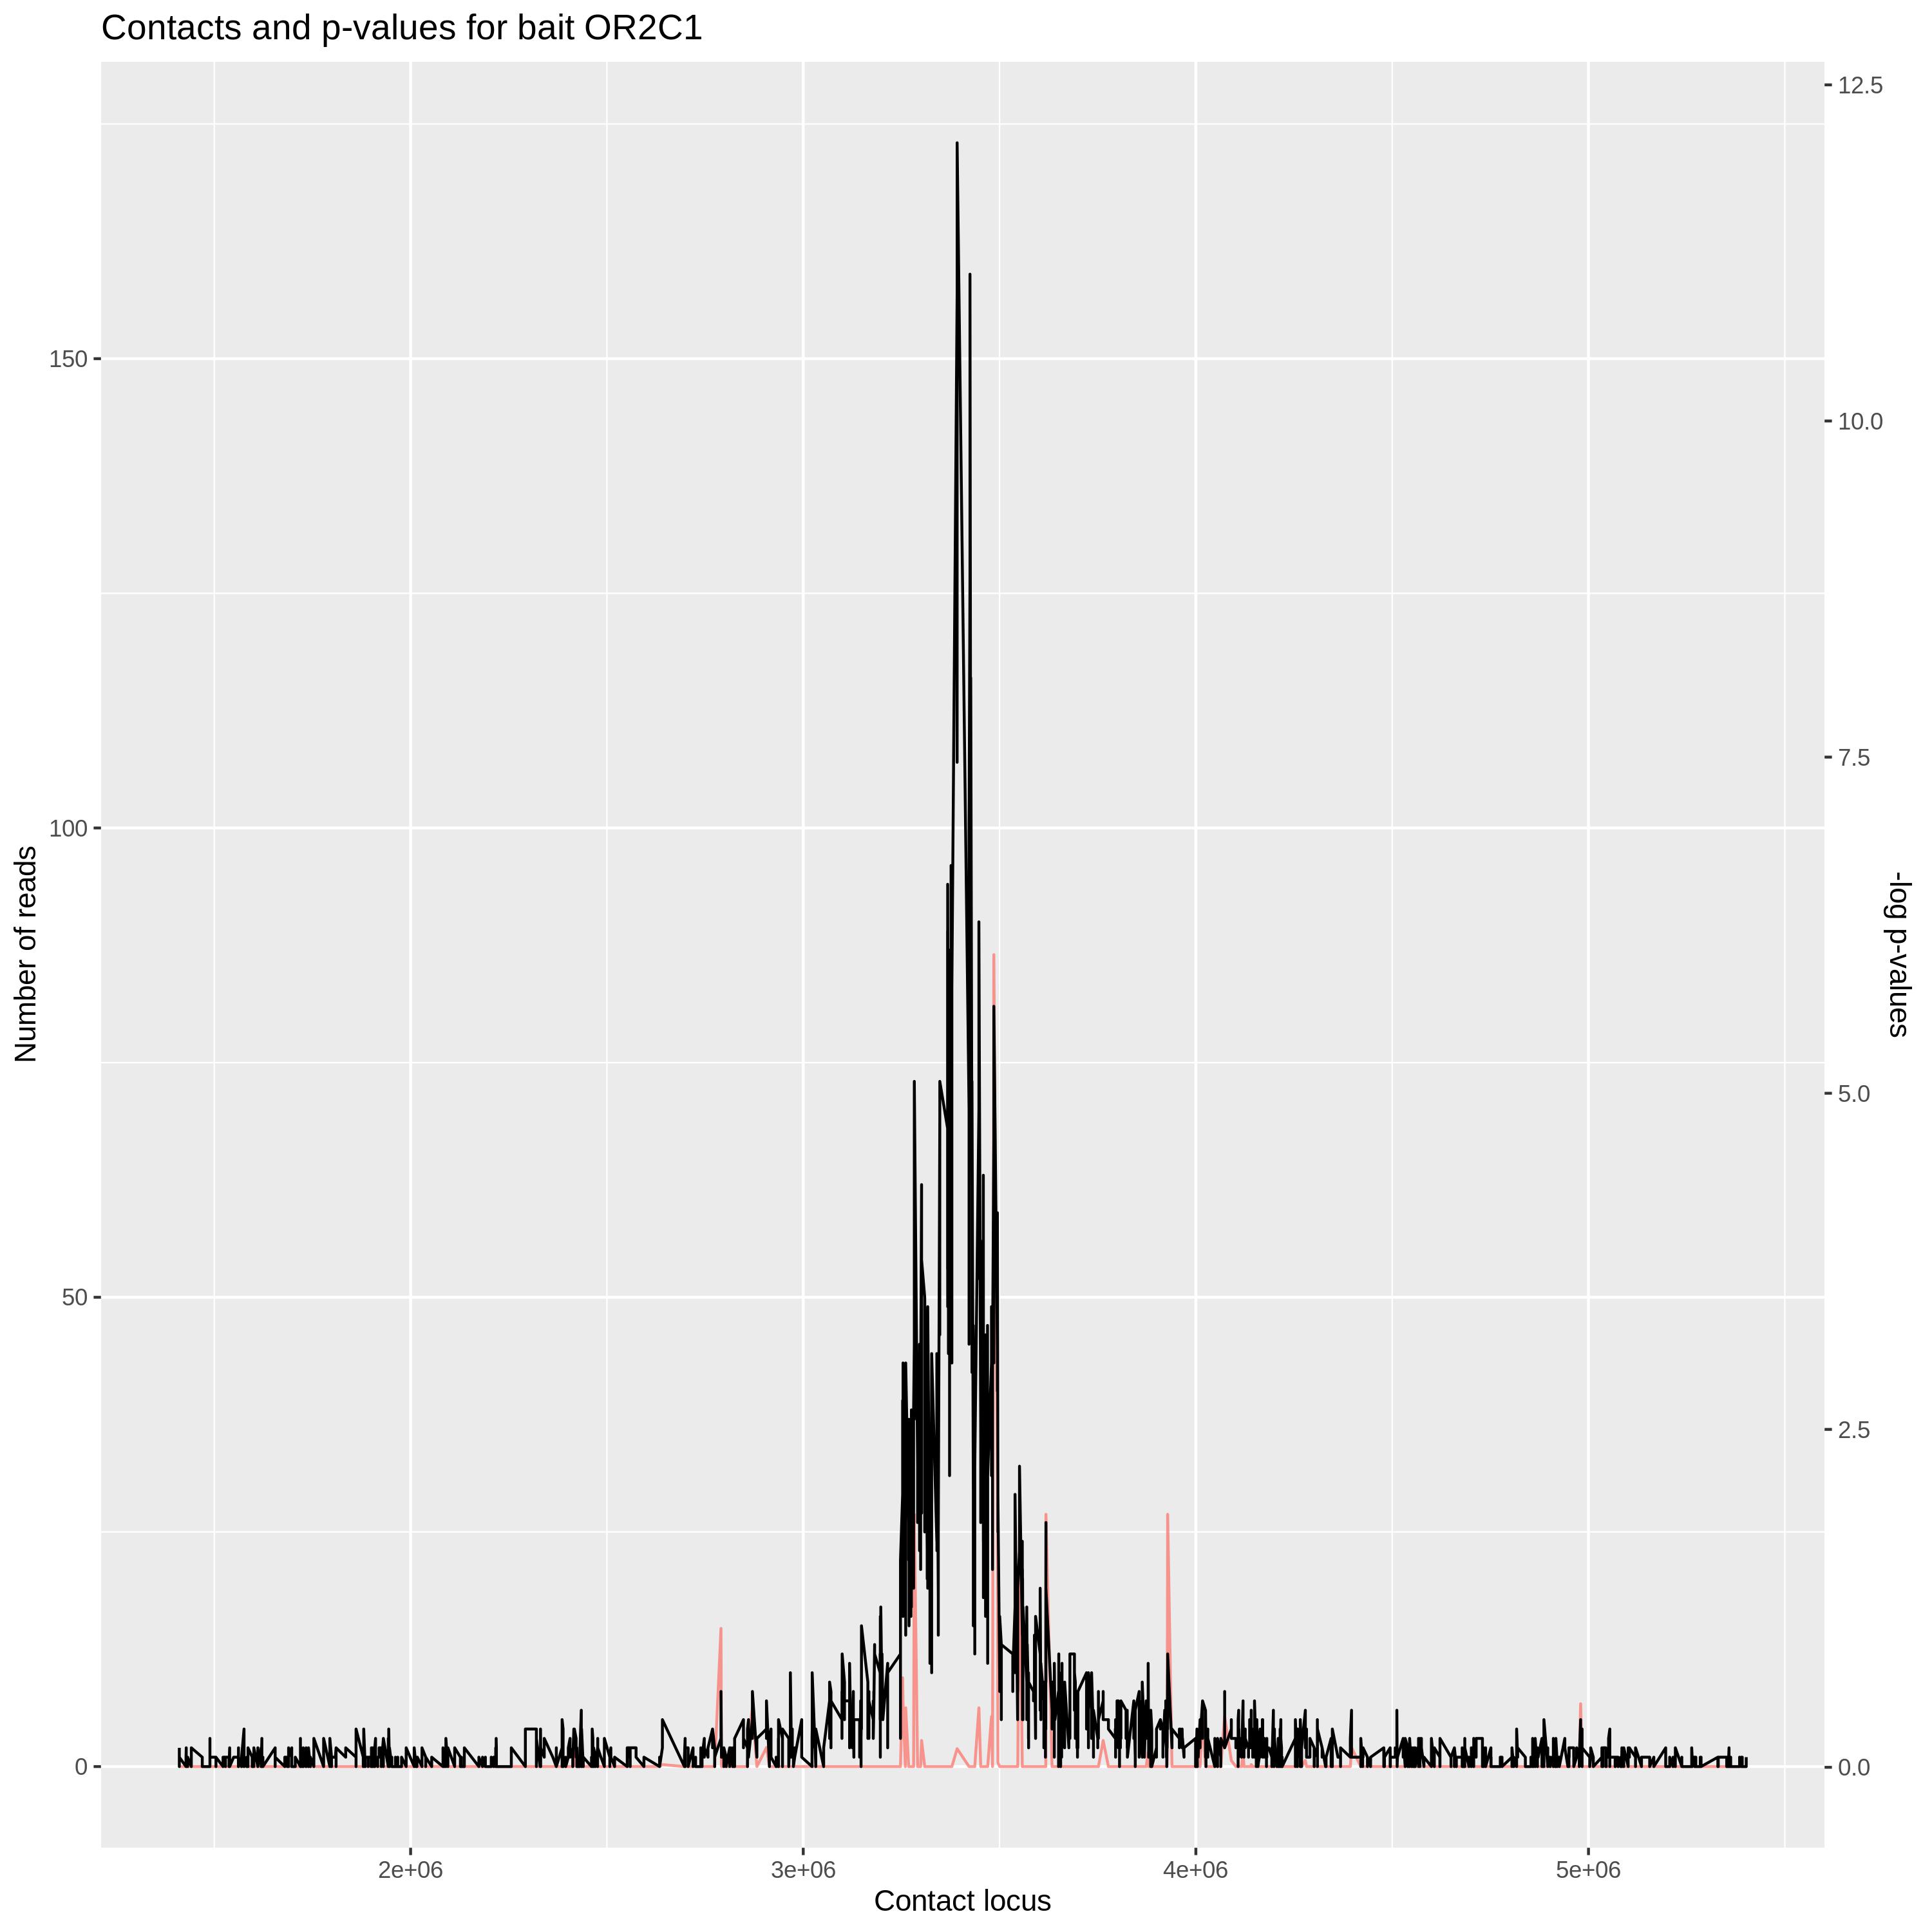 Contacts and p-values for bait OR2C1
Number of reads
150
100
50
0
12.5
10.0
7.5
5.0
2.5
0.0
-log p-values
2e+06
3e+06
4e+06
5e+06
Contact locus